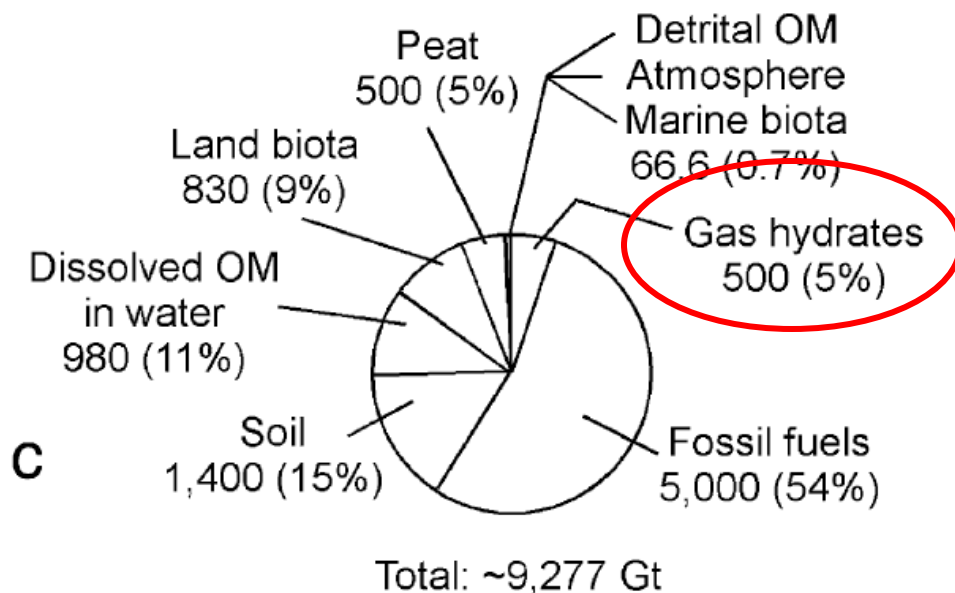 Peat
500 (5%)
Detrital OM
Atmosphere
Marine biota
66.6 (0.7%)
Land biota
830 (9%)
Gas hydrates
500 (5%)
Dissolved OM
in water
980 (11%)
Soil
1,400 (15%)
Fossil fuels
5,000 (54%)
C
Total: ~9,277 Gt